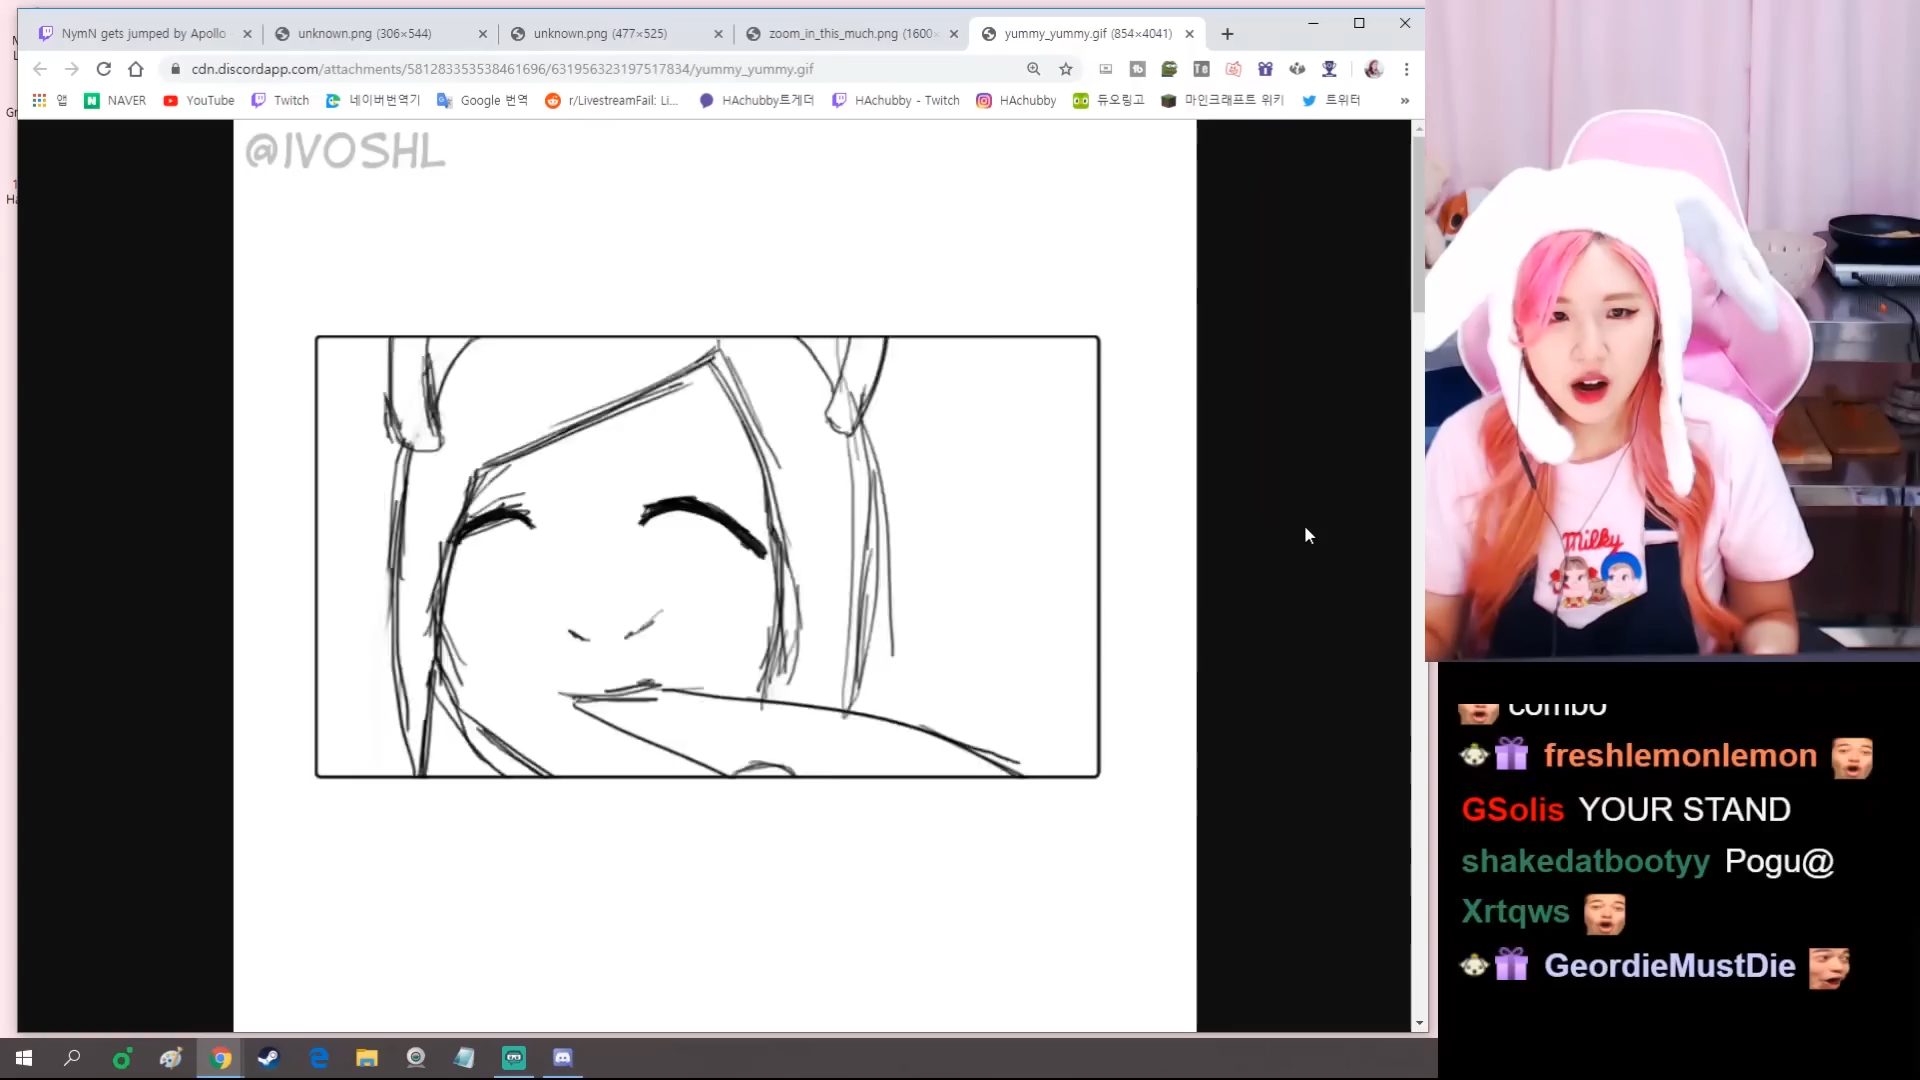 NymN gets jumped by Apollo
unknown.png (306×544)
unknown.png (477×525)
zoom_in_this_much.png (1600×
yummy_yummy.gif (854×4041)
cdn.discordapp.com/attachments/581283353538461696/631956323197517834/yummy_yummy.gif
앱
NAVER
YouTube
Twitch
네이버번역기
Google 번역
r/LivestreamFail: Li...
HAchubby트게더
HAchubby - Twitch
HAchubby
듀오링고
마인크래프트 위키
트위터
@IVOSHL
Milky
combo
freshlemonlemon
GSolis YOUR STAND
shakedatbootyy Pogu@
Xrtqws
GeordieMustDie